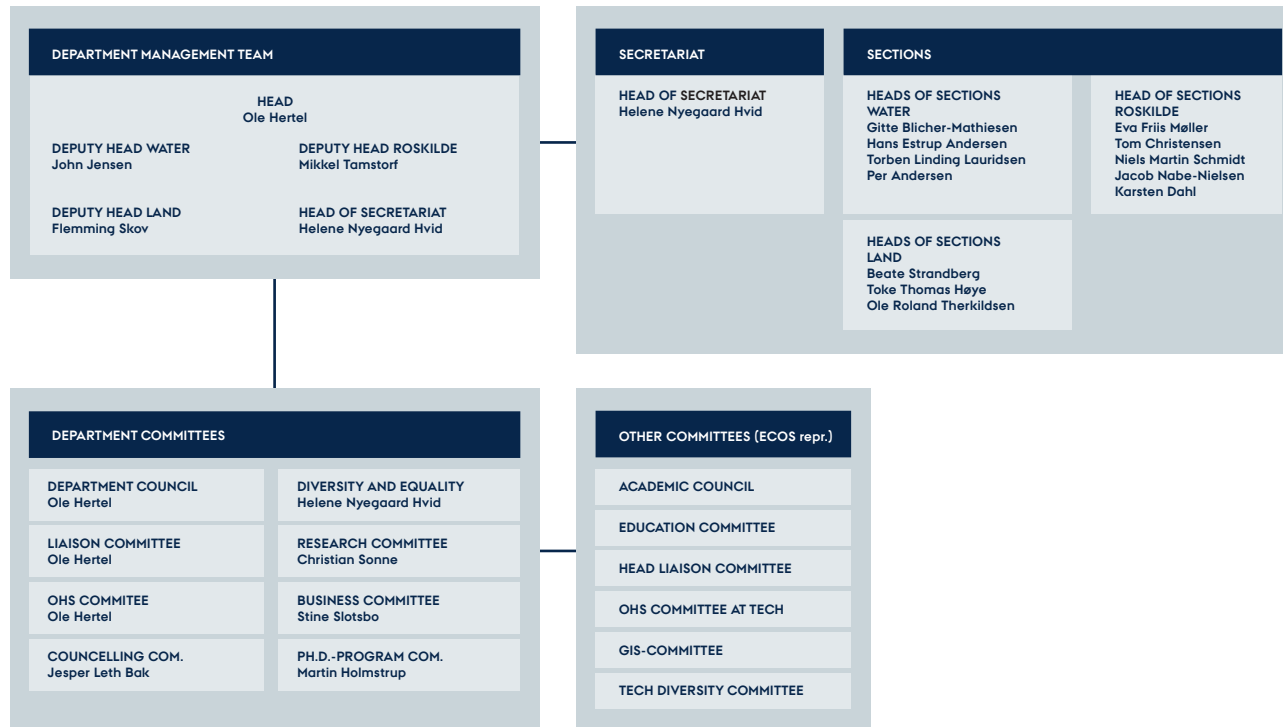 DEPARTMENT MANAGEMENT TEAM
HEAD
Ole Hertel
DEPUTY HEAD WATER
John Jensen
DEPUTY HEAD ROSKILDE
Mikkel Tamstorf
DEPUTY HEAD LAND
Flemming Skov
HEAD OF SECRETARIAT
Helene Nyegaard Hvid
SECRETARIAT
HEAD OF SECRETARIAT
Helene Nyegaard Hvid
SECTIONS
HEADS OF SECTIONS
WATER
Gitte Blicher-Mathiesen
Hans Estrup Andersen
Torben Linding Lauridsen
Per Andersen
HEAD OF SECTIONS
ROSKILDE
Eva Friis Møller
Tom Christensen
Niels Martin Schmidt
Jacob Nabe-Nielsen
Karsten Dahl
HEADS OF SECTIONS
LAND
Beate Strandberg
Toke Thomas Høye
Ole Roland Therkildsen
DEPARTMENT COMMITTEES
DEPARTMENT COUNCIL
Ole Hertel
DIVERSITY AND EQUALITY
Helene Nyegaard Hvid
LIAISON COMMITTEE
Ole Hertel
RESEARCH COMMITTEE
Christian Sonne
OHS COMMITEE
Ole Hertel
BUSINESS COMMITTEE
Stine Slotsbo
COUNCELLING COM.
Jesper Leth Bak
PH.D.-PROGRAM COM.
Martin Holmstrup
OTHER COMMITTEES (ECOS repr.)
ACADEMIC COUNCIL
EDUCATION COMMITTEE
HEAD LIAISON COMMITTEE
OHS COMMITTEE AT TECH
GIS-COMMITTEE
TECH DIVERSITY COMMITTEE